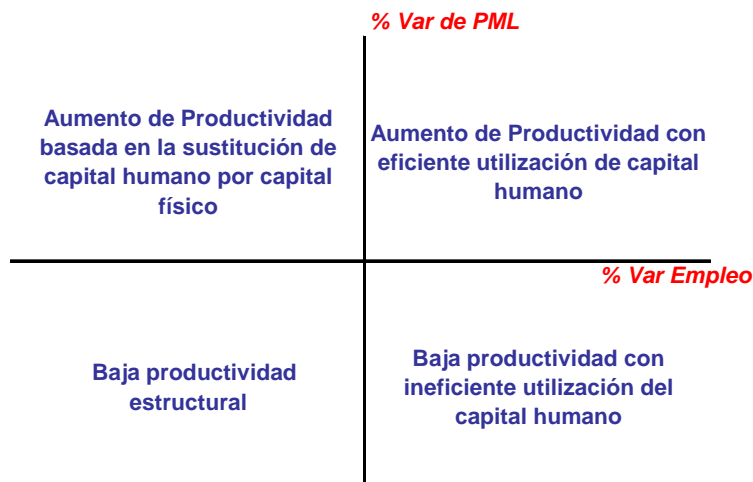 % Var de PML
Aumento de Productividad
basada en la sustitución de
capital humano por capital
físico
Aumento de Productividad con
eficiente utilización de capital
humano
% Var Empleo
Baja productividad
estructural
Baja productividad con
ineficiente utilización del
capital humano